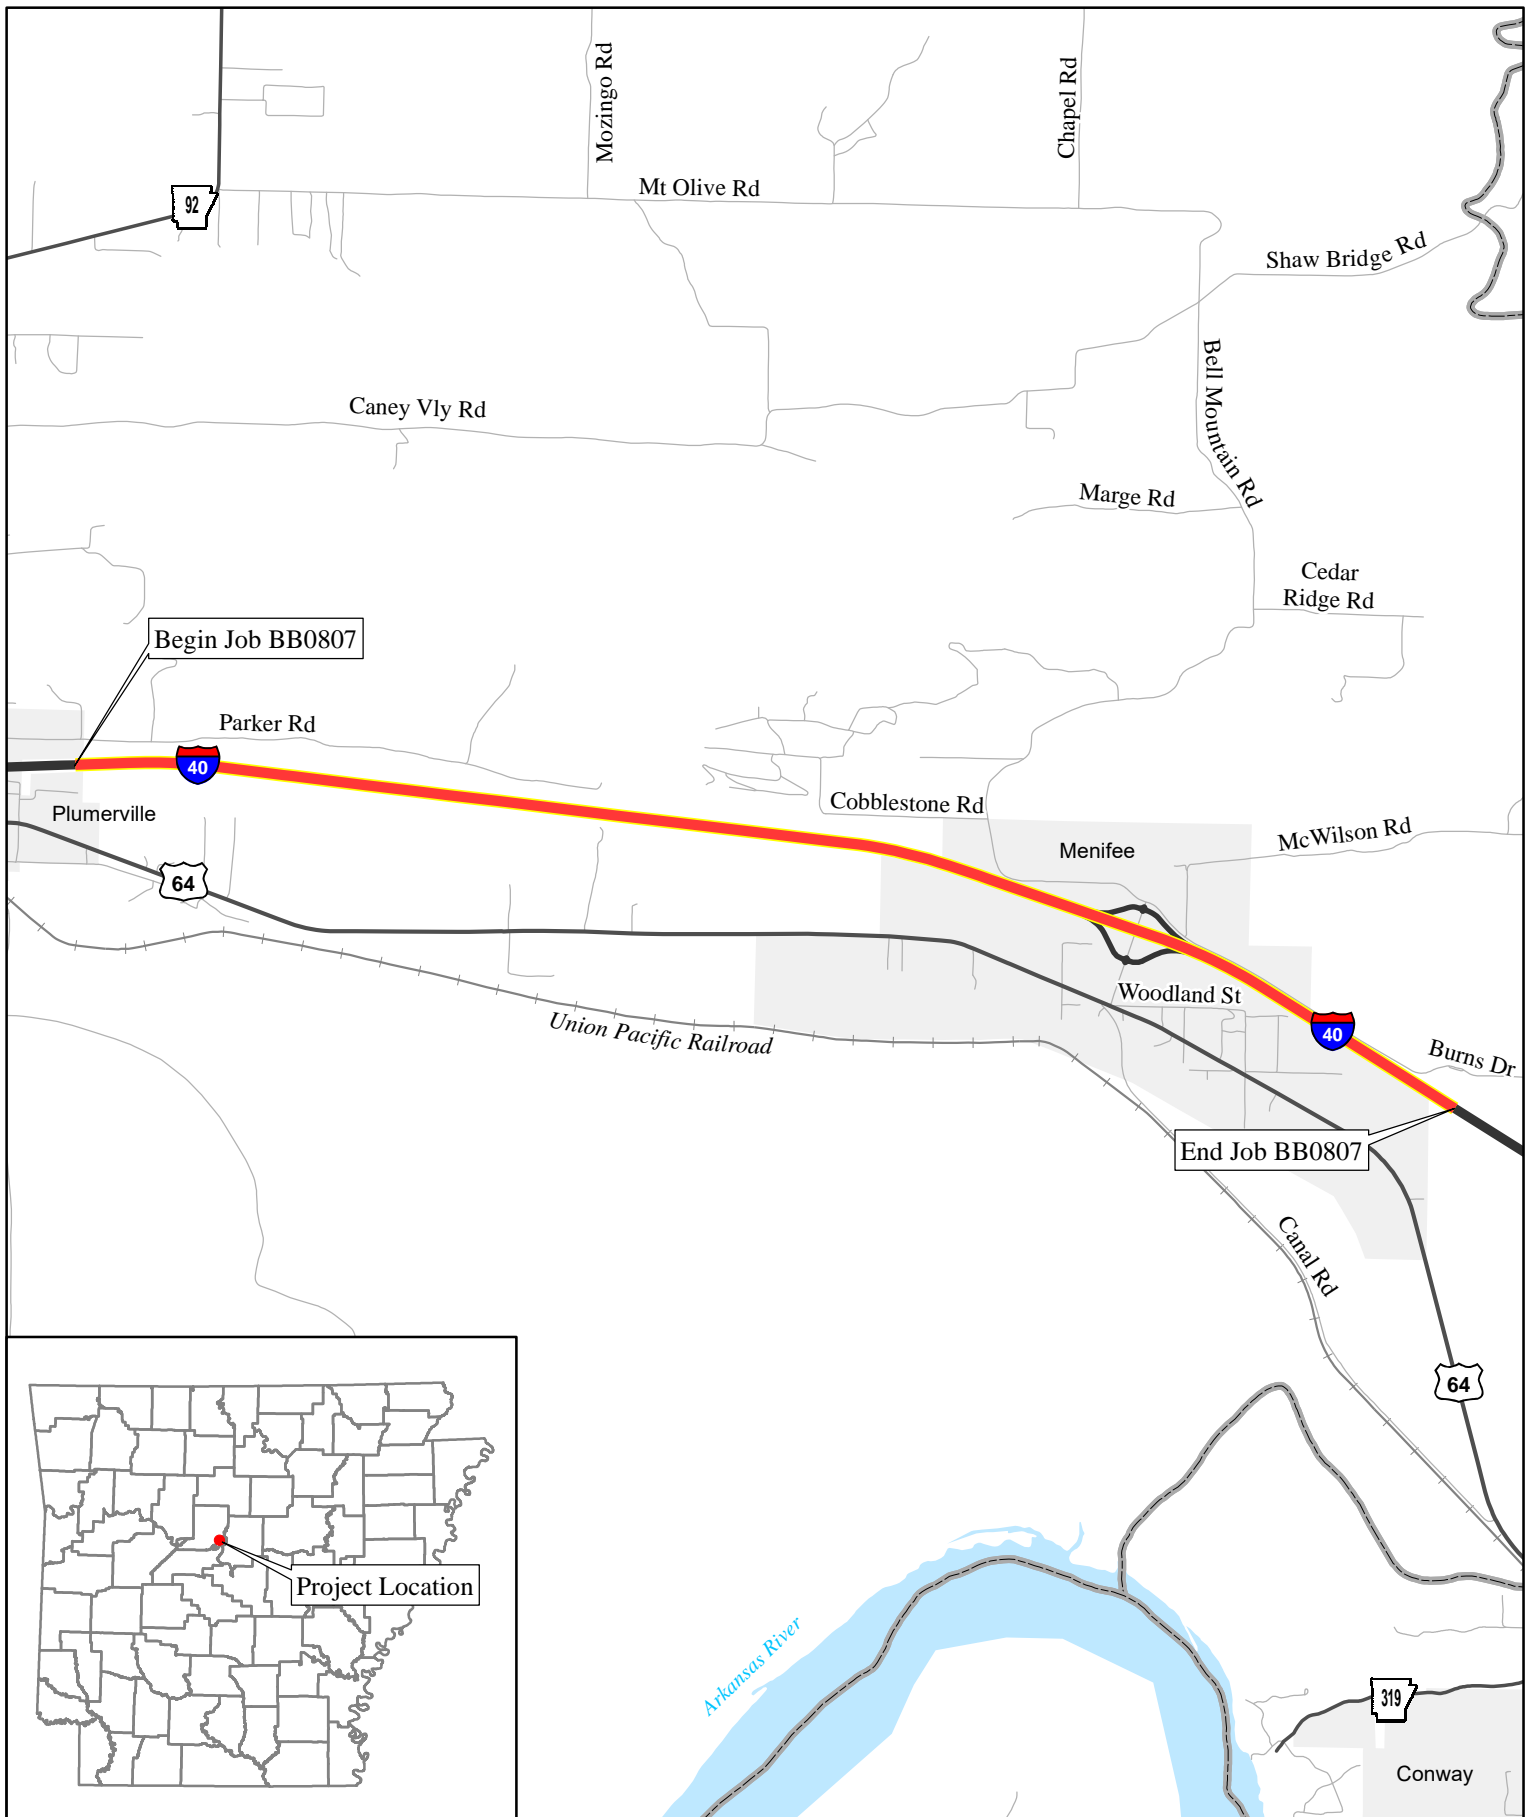 Mozingo Rd
Chapel Rd
92
Mt Olive Rd
Shaw Bridge Rd
Bell Mountain Rd
Caney Vly Rd
Marge Rd
Cedar
Ridge Rd
Begin Job BB0807
Parker Rd
40
Plumerville
Cobblestone Rd
Menifee
McWilson Rd
64
Woodland St
Union Pacific Railroad
40
Burns Dr
End Job BB0807
Canal Rd
64
Project Location
Arkansas River
319
Conway